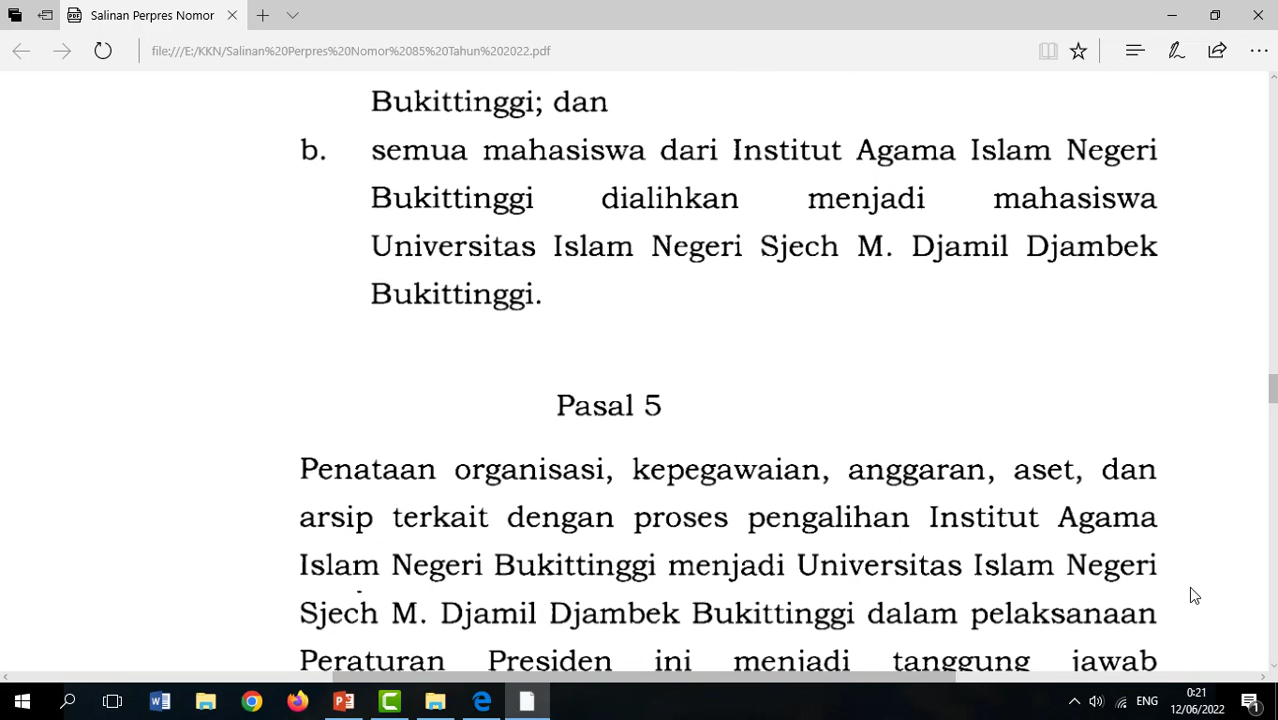 Salinan Perpres Nomor
file:///E:/KKN/Salinan%20Perpres%20Nomor%2085%20Tahun%202022.pdf
Bukittinggi; dan
b. semua mahasiswa dari Institut Agama Islam Negeri
Bukittinggi dialihkan menjadi mahasiswa
Universitas Islam Negeri Sjech M. Djamil Djambek
Bukittinggi.
Pasal 5
Penataan organisasi, kepegawaian, anggaran, aset, dan
arsip terkait dengan proses pengalihan Institut Agama
Islam Negeri Bukittinggi menjadi Universitas Islam Negeri
Sjech M. Djamil Djambek Bukittinggi dalam pelaksanaan
Peraturan Presiden ini menjadi tanggung jawab
ENG
0:21
12/06/2022